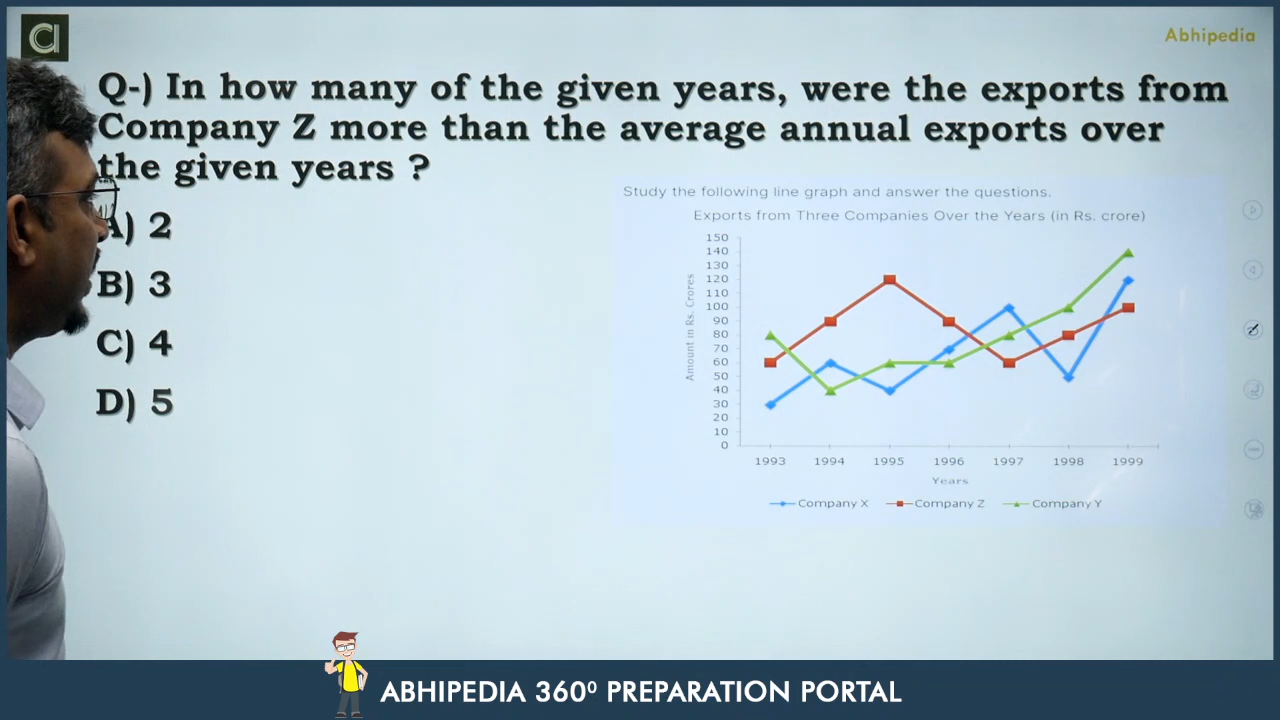 Abhipedia
Q-) In how many of the given years, were the exports from
Company Z more than the average annual exports over
the given years ?
A) 2
B) 3
C) 4
D) 5
Study the following line graph and answer the questions.
Exports from Three Companies Over the Years (in Rs. crore)
Amount in Rs. Crores
150
140
130
120
110
100
90
80
70
60
50
40
30
20
10
0
1993 1994 1995 1996 1997 1998 1999
Years
Company X Company Z Company Y
ABHIPEDIA 360⁰ PREPARATION PORTAL